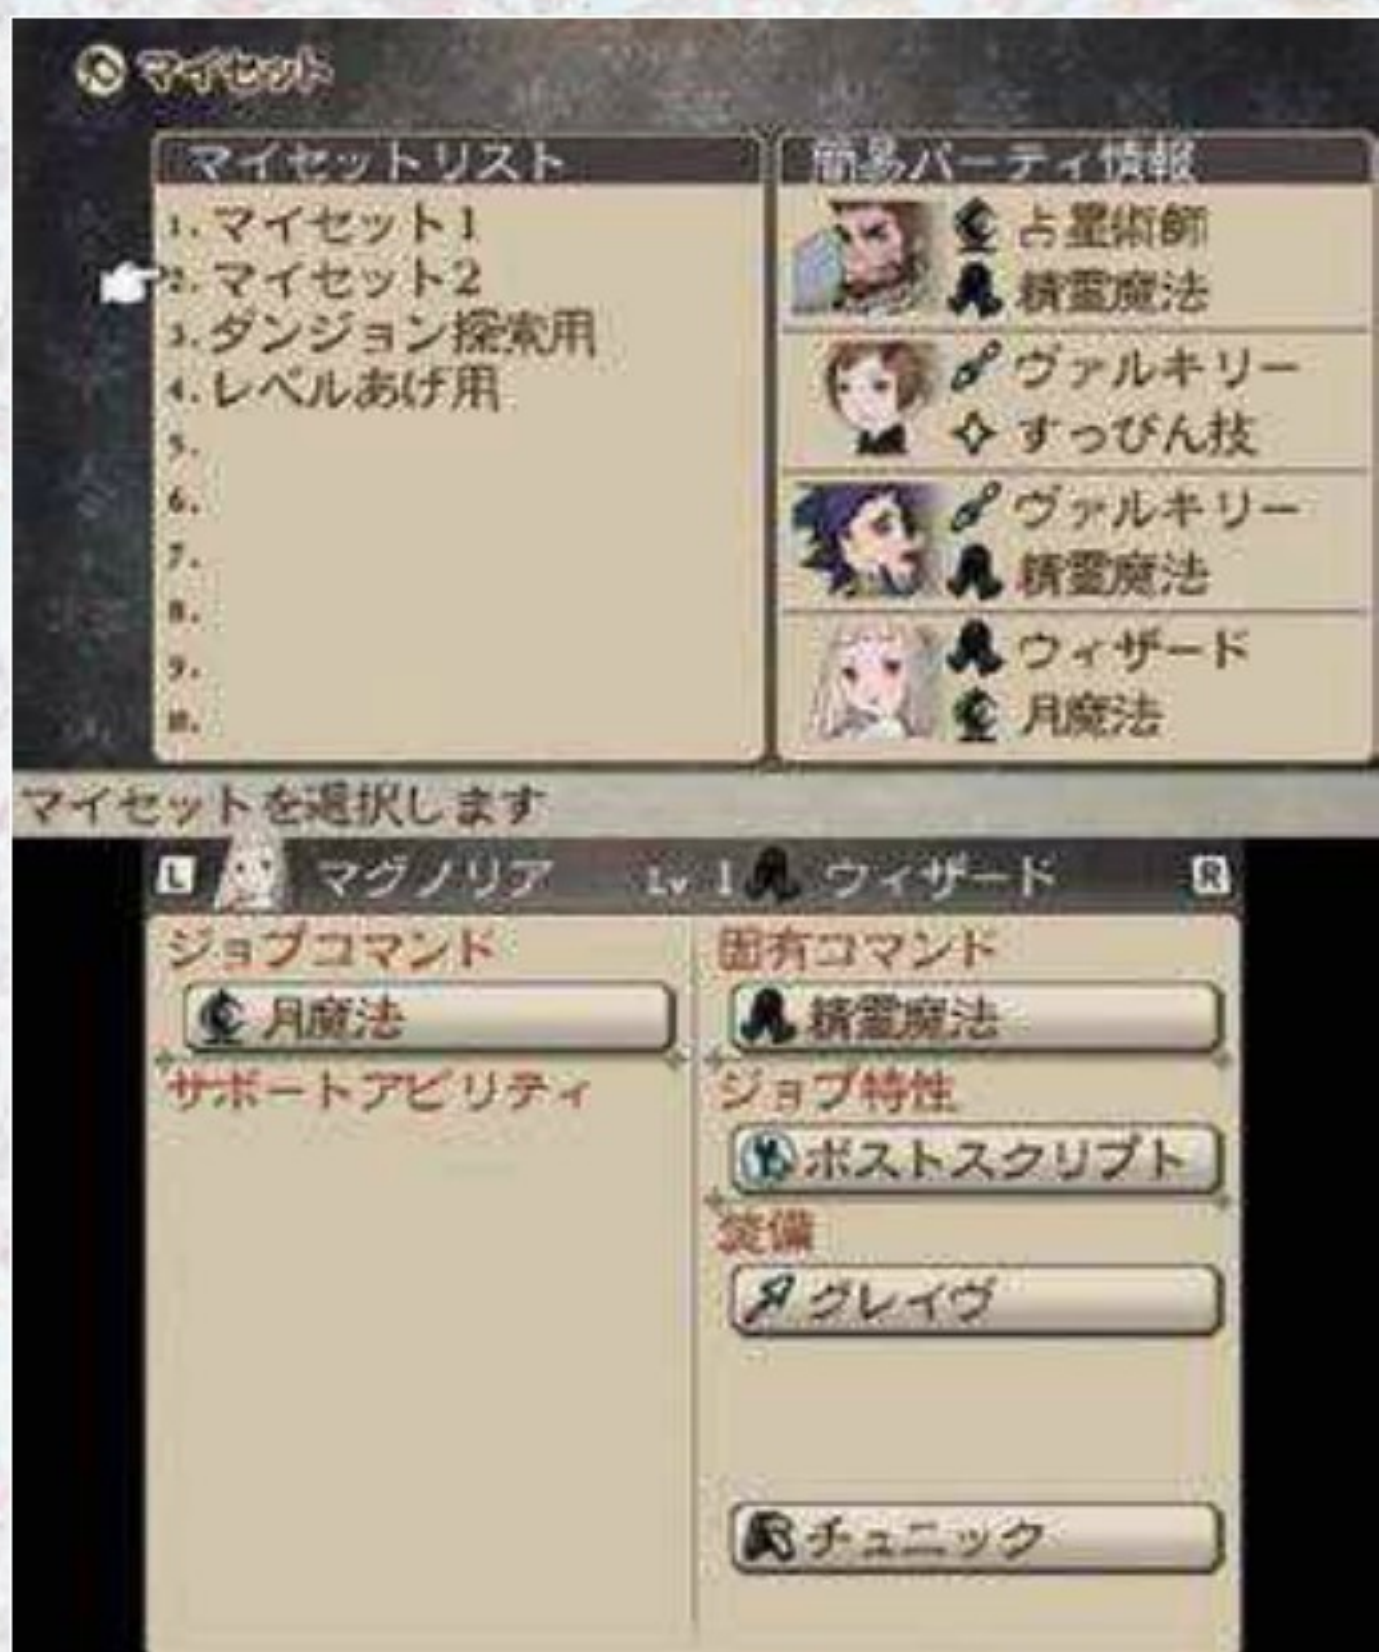 マイセット
マイセットリスト
1. マイセット1
2. マイセット2
3. ダンジョン探索用
4. レベルあげ用
5.
6.
7.
8.
9.
10.
簡易パーティ情報
占星術師
精霊魔法
ヴァルキリー
すっぴん技
ヴァルキリー
精霊魔法
ウィザード
月魔法
マイセットを選択します
L マグノリア Lv 1 ウィザード R
ジョブコマンド
月魔法
サポートアビリティ
固有コマンド
精霊魔法
ジョブ特性
ポストスクリプト
装備
グレイヴ
チュニック